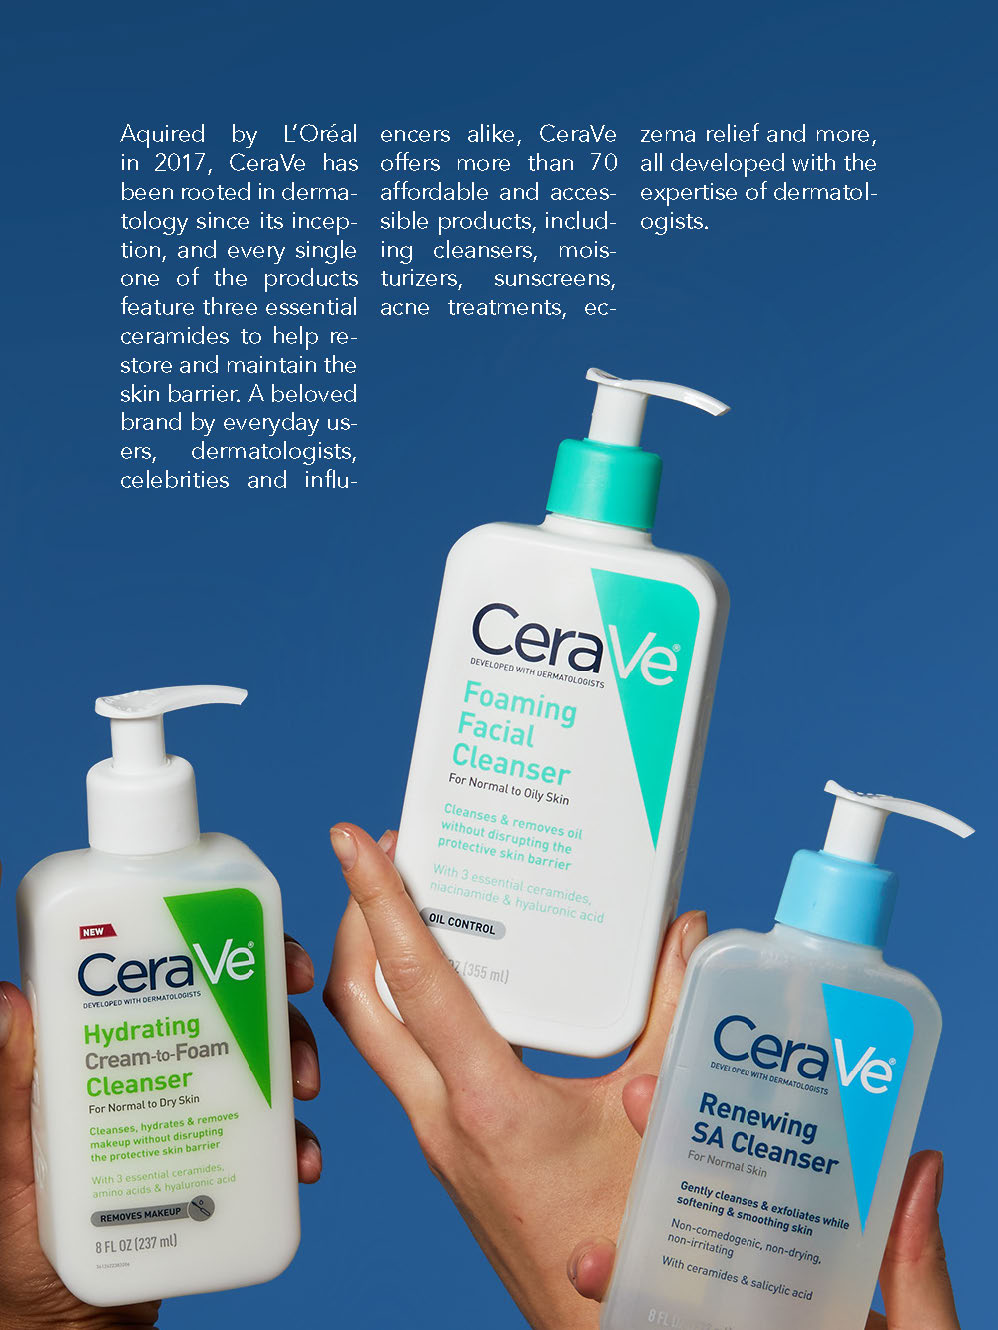 Aquired by L’Oréal
in 2017, CeraVe has
been rooted in derma-
tology since its incep-
tion, and every single
one of the products
feature three essential
ceramides to help re-
store and maintain the
skin barrier. A beloved
brand by everyday us-
ers, dermatologists,
celebrities and influ-
encers alike, CeraVe
offers more than 70
affordable and acces-
sible products, includ-
ing cleansers, mois-
turizers, sunscreens,
acne treatments, ec-
zema relief and more,
all developed with the
expertise of dermatol-
ogists.
CeraVe®
DEVELOPED WITH DERMATOLOGISTS
Foaming
Facial
Cleanser
For Normal to Oily Skin
Cleanses & removes oil
without disrupting the
protective skin barrier
With 3 essential ceramides,
niacinamide & hyaluronic acid
OIL CONTROL
OZ (355 ml)
NEW
CeraVe®
DEVELOPED WITH DERMATOLOGISTS
Hydrating
Cream-to-Foam
Cleanser
For Normal to Dry Skin
Cleanses, hydrates & removes
makeup without disrupting
the protective skin barrier
With 3 essential ceramides,
amino acids & hyaluronic acid
REMOVES MAKEUP
8 FL OZ (237 ml)
CeraVe®
DEVELOPED WITH DERMATOLOGISTS
Renewing
SA Cleanser
For Normal Skin
Gently cleanses & exfoliates while
softening & smoothing skin
Non-comedogenic, non-drying,
non-irritating
With ceramides & salicylic acid
8 FL